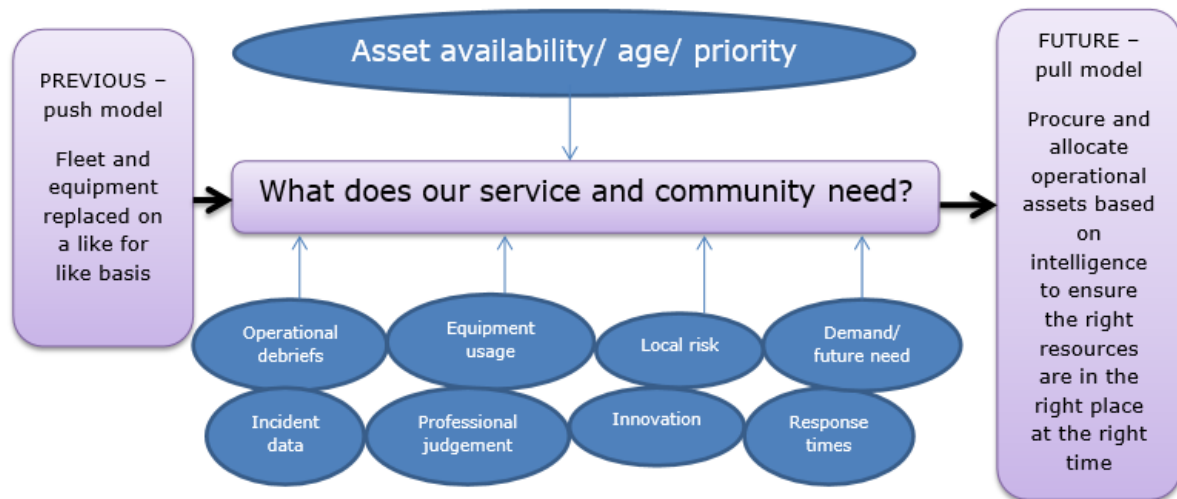 PREVIOUS –
push model
Fleet and
equipment
replaced on
a like for
like basis
Asset availability/ age/ priority
What does our service and community need?
Operational
debriefs
Equipment
usage
Local risk
Demand/
future need
Incident
data
Professional
judgement
Innovation
Response
times
FUTURE –
pull model
Procure and
allocate
operational
assets based
on
intelligence
to ensure
the right
resources
are in the
right place
at the right
time